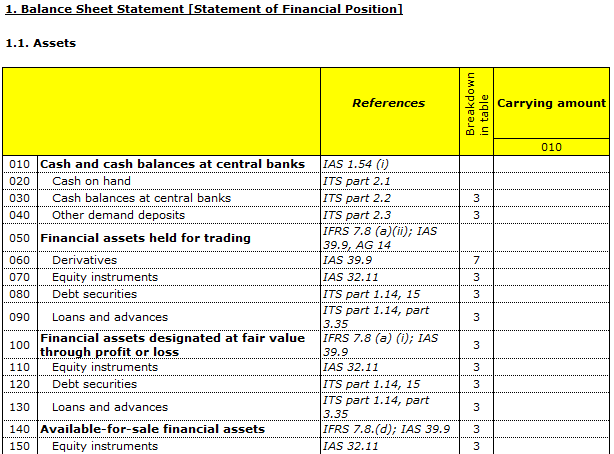 1. Balance Sheet Statement [Statement of Financial Position]
1.1. Assets
References
Breakdown
in table
Carrying amount
010
010 Cash and cash balances at central banks IAS 1.54 (i)
020 Cash on hand ITS part 2.1
030 Cash balances at central banks ITS part 2.2 3
040 Other demand deposits ITS part 2.3 3
050 Financial assets held for trading IFRS 7.8 (a)(ii); IAS
39.9, AG 14
060 Derivatives IAS 39.9 7
070 Equity instruments IAS 32.11 3
080 Debt securities ITS part 1.14, 15 3
090 Loans and advances ITS part 1.14, part
3.35 3
100 Financial assets designated at fair value
through profit or loss IFRS 7.8 (a) (i); IAS
39.9 3
110 Equity instruments IAS 32.11 3
120 Debt securities ITS part 1.14, 15 3
130 Loans and advances ITS part 1.14, part
3.35 3
140 Available-for-sale financial assets IFRS 7.8.(d); IAS 39.9 3
150 Equity instruments IAS 32.11 3